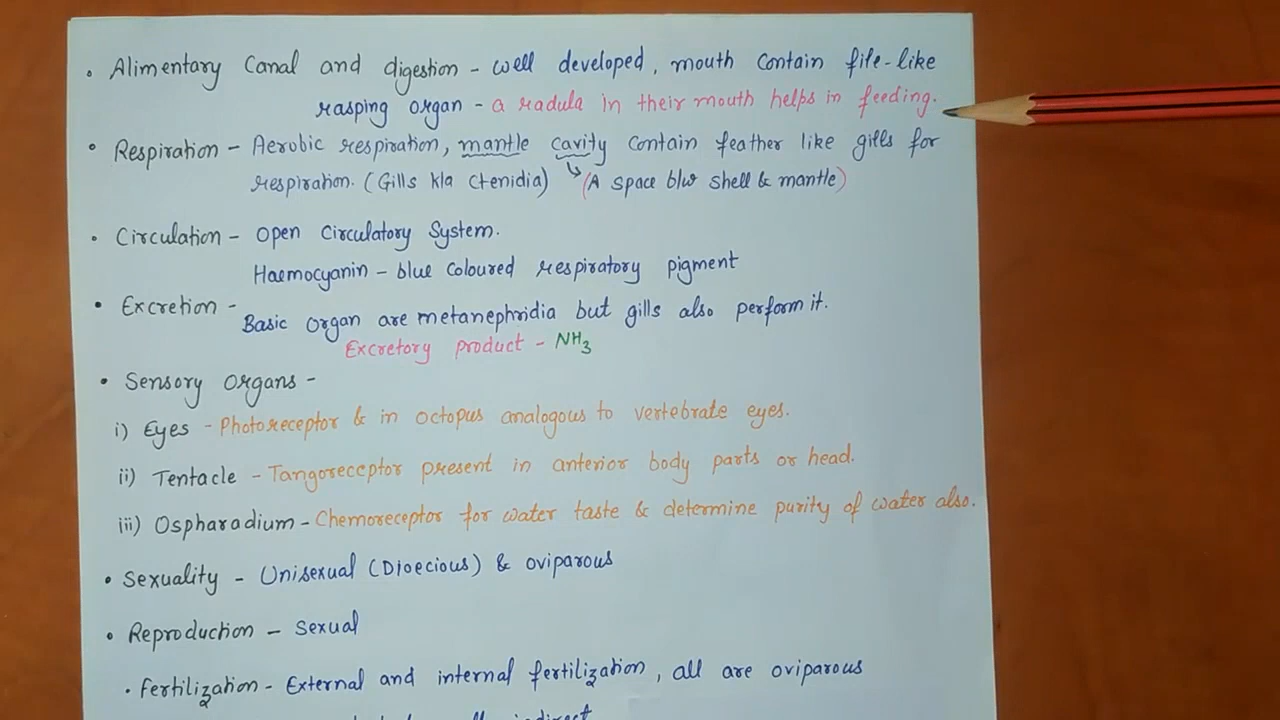 • Alimentary Canal and digestion - well developed, mouth contain file-like
rasping organ - a radula in their mouth helps in feeding.
• Respiration - Aerobic respiration, mantle cavity contain feather like gills for
respiration. (Gills k/a Ctenidia) (A space b/w shell & mantle)
• Circulation - Open Circulatory System.
Haemocyanin - blue coloured respiratory pigment
• Excretion -
Basic Organ are metanephridia but gills also perform it.
Excretory product - NH3
• Sensory Organs -
i) Eyes - Photoreceptor & in octopus analogous to vertebrate eyes.
ii) Tentacle - Tangoreceptor present in anterior body parts or head.
iii) Ospharadium - Chemoreceptor for water taste & determine purity of water also.
• Sexuality - Unisexual (Dioecious) & oviparous
• Reproduction - Sexual
• Fertilization - External and internal fertilization, all are oviparous
indirect